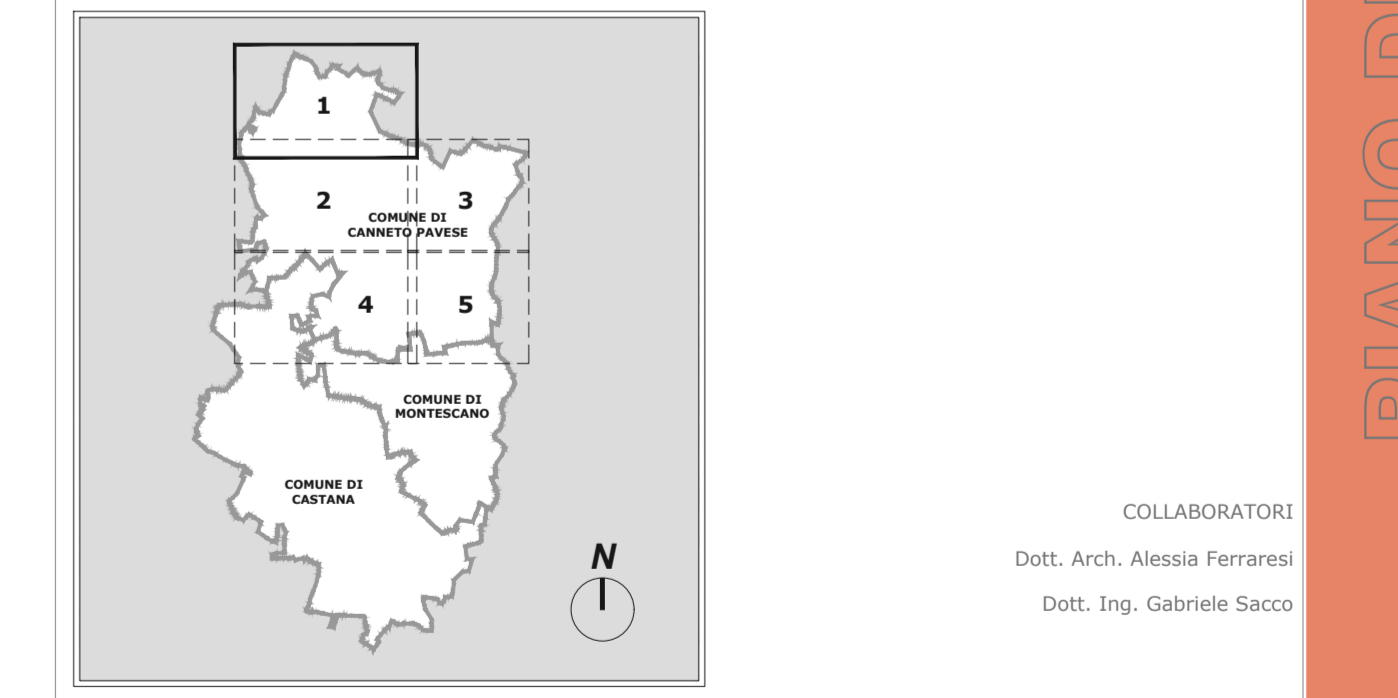 1
2
3
COMUNE DI
CANNETO PAVESE
4
5
COMUNE DI
MONTESCANO
COMUNE DI
CASTANA
N
COLLABORATORI
Dott. Arch. Alessia Ferraresi
Dott. Ing. Gabriele Sacco
PIANO